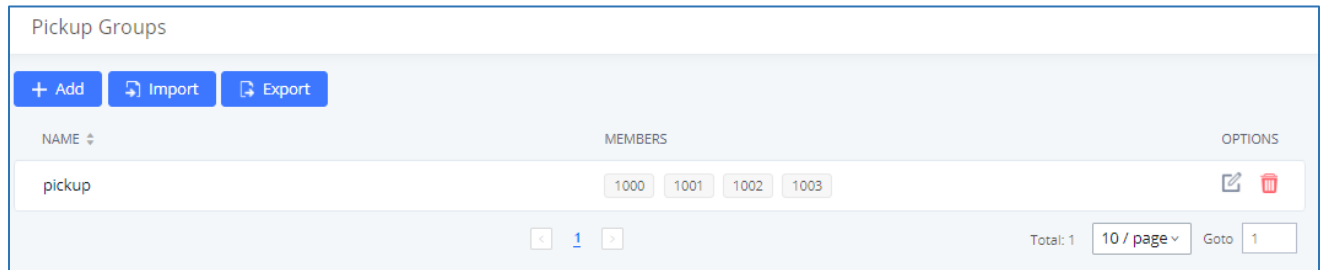 Pickup Groups
+ Add Import Export
NAME MEMBERS OPTIONS
pickup 1000 1001 1002 1003
< 1 > Total: 1 10 / page Goto 1